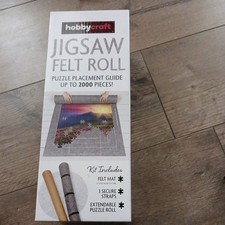 hobbycraft
JIGSAW
FELT ROLL
PUZZLE PLACEMENT GUIDE
UP TO 2000 PIECES!
Kit Includes
FELT MAT
3 SECURE
STRAPS
EXTENDABLE
PUZZLE ROLL